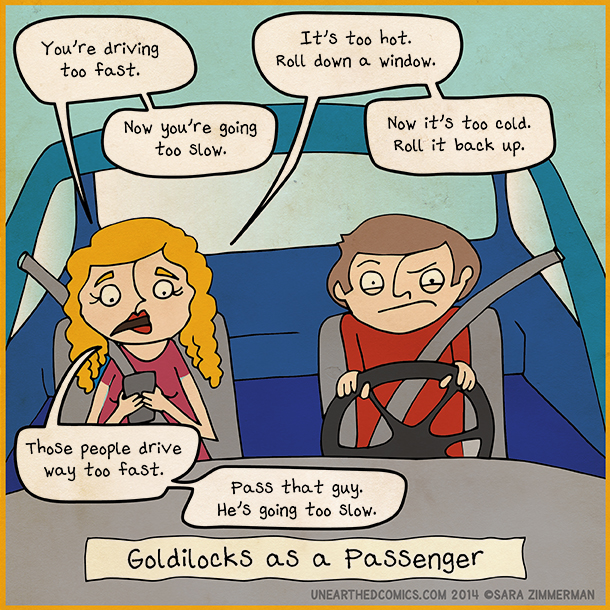 You're driving
too fast.
Now you're going
too slow.
It's too hot.
Roll down a window.
Now it's too cold.
Roll it back up.
Those people drive
way too fast.
Pass that guy.
He's going too slow.
Goldilocks as a Passenger
UNEARTHEDCOMICS.COM 2014 ©SARA ZIMMERMAN